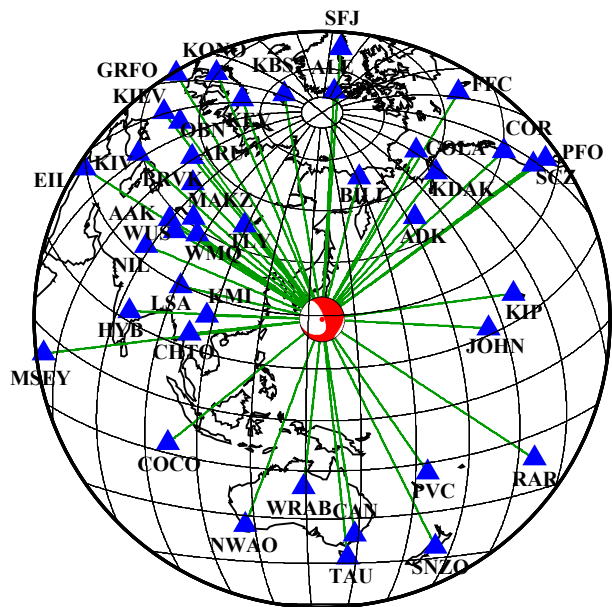 SFJ
KONO
GRFO
KBS
ALE
FFC
KIEV
KEV
OBN
COR
COLA
PFO
KIV
ARU
SCZ
EIL
BRVK
BILL
KDAK
MAKZ
AAK
WUS
TLY
ADK
WMQ
NIL
LSA
KMI
KIP
HYB
CHTO
JOHN
MSEY
COCO
RAR
PVC
WRAB
CAN
NWAO
SNZO
TAU